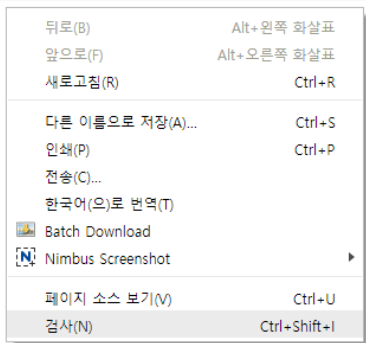 뒤로(B) Alt+왼쪽 화살표
앞으로(F) Alt+오른쪽 화살표
새로고침(R) Ctrl+R
다른 이름으로 저장(A)... Ctrl+S
인쇄(P) Ctrl+P
전송(C)...
한국어(으)로 번역(T)
Batch Download
N Nimbus Screenshot
페이지 소스 보기(V) Ctrl+U
검사(N) Ctrl+Shift+I